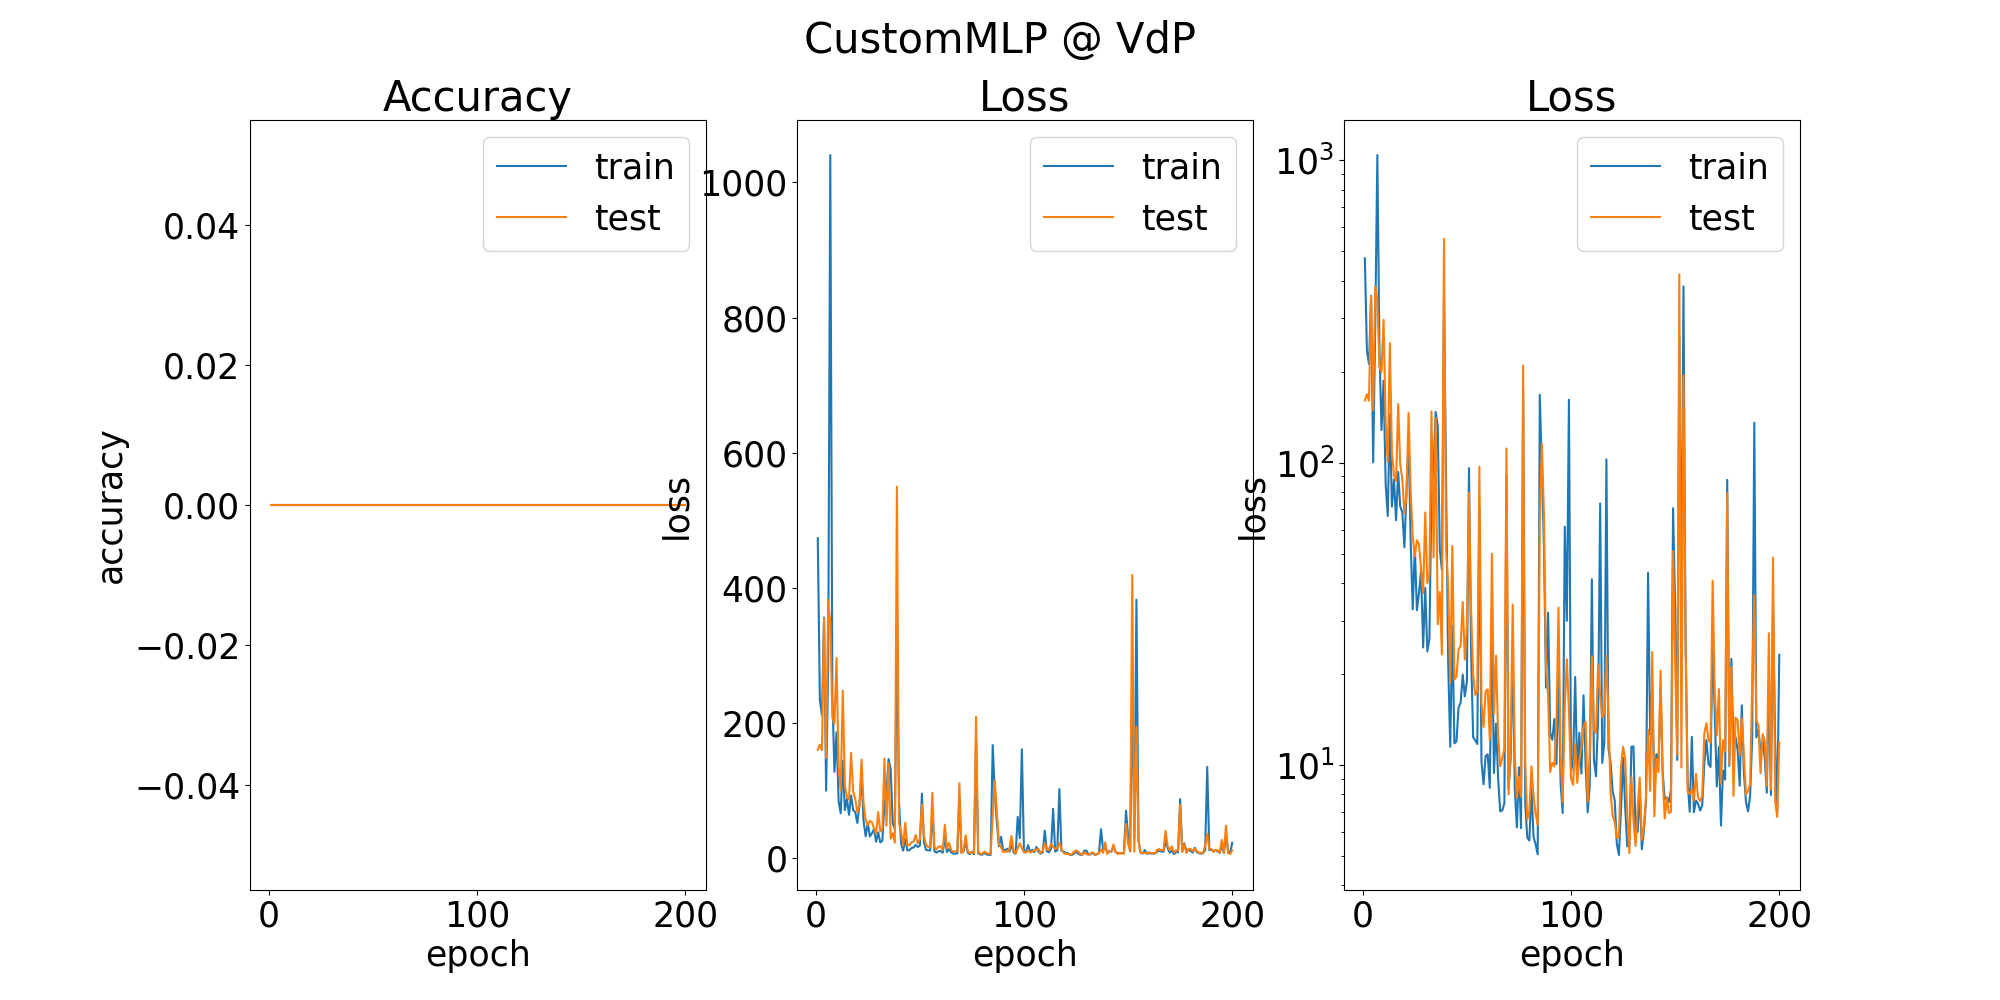 CustomMLP @ VdP
Accuracy
train
test
0.04
0.02
0.00
−0.02
−0.04
accuracy
0 100 200
epoch
Loss
train
test
1000
800
600
400
200
0
loss
0 100 200
epoch
Loss
train
test
10³
10²
10¹
loss
0 100 200
epoch